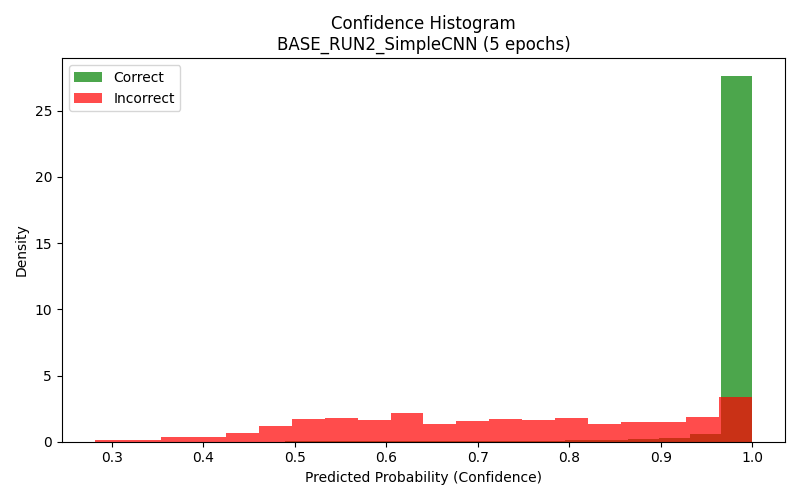 Confidence Histogram
BASE_RUN2_SimpleCNN (5 epochs)
Correct
Incorrect
Density
25
20
15
10
5
0
0.3 0.4 0.5 0.6 0.7 0.8 0.9 1.0
Predicted Probability (Confidence)